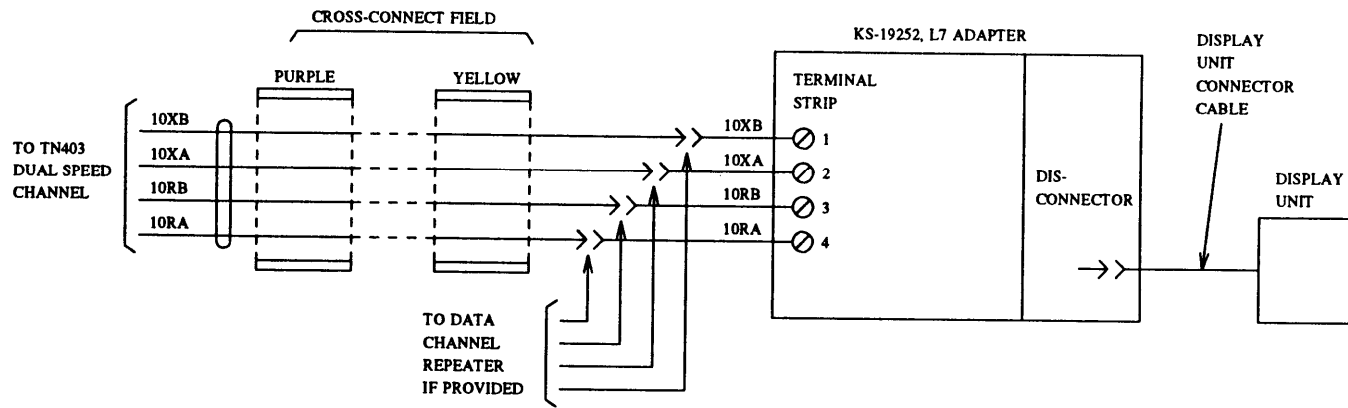 CROSS-CONNECT FIELD
PURPLE
YELLOW
TO TN403
DUAL SPEED
CHANNEL
10XB
10XA
10RB
10RA
10XB
10XA
10RB
10RA
TO DATA
CHANNEL
REPEATER
IF PROVIDED
KS-19252, L7 ADAPTER
TERMINAL
STRIP
1
2
3
4
DIS-
CONNECTOR
DISPLAY
UNIT
CONNECTOR
CABLE
DISPLAY
UNIT